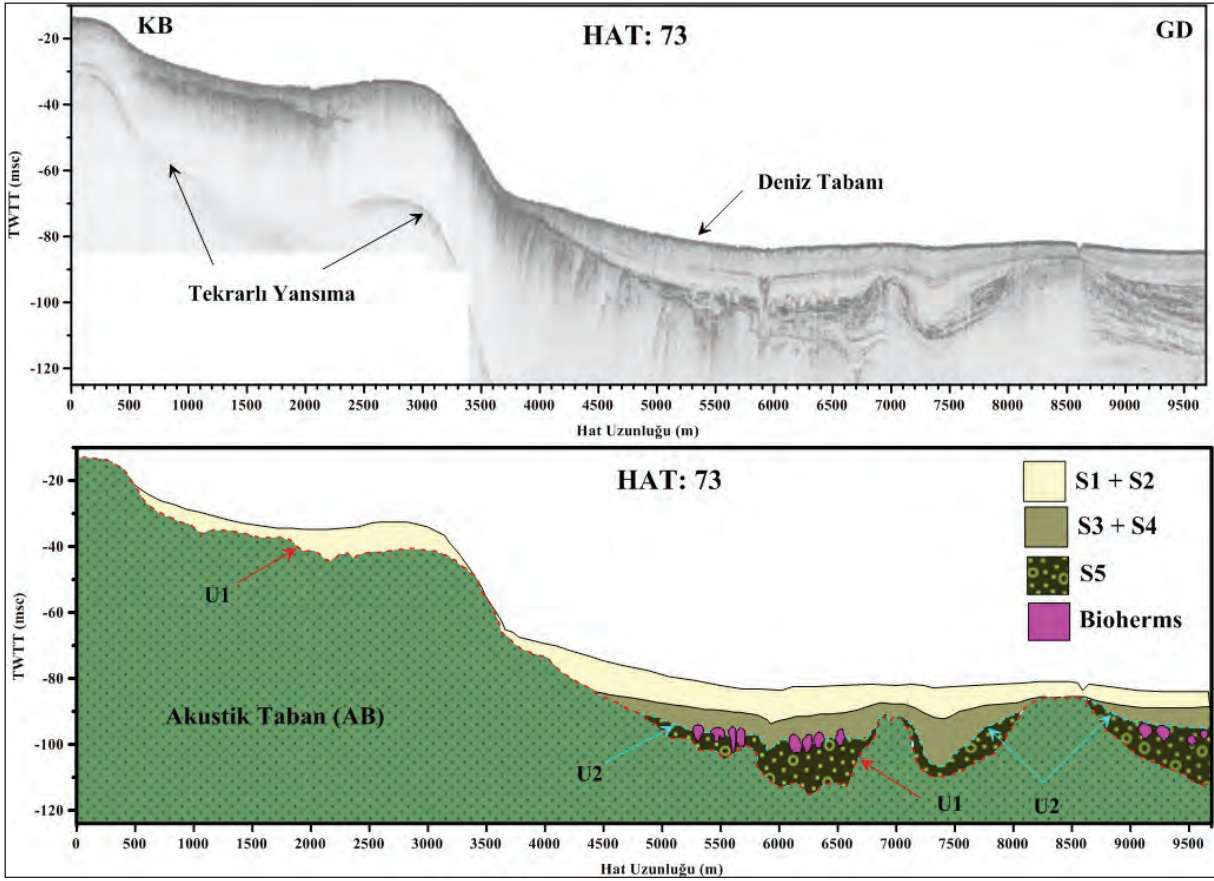 KB
HAT: 73
GD
-20
-40
-60
-80
-100
-120
TWTT (msc)
Deniz Tabanı
Tekrarlı Yansıma
0 500 1000 1500 2000 2500 3000 3500 4000 4500 5000 5500 6000 6500 7000 7500 8000 8500 9000 9500
Hat Uzunluğu (m)
HAT: 73
-20
-40
-60
-80
-100
-120
TWTT (msc)
S1 + S2
S3 + S4
S5
Bioherms
U1
Akustik Taban (AB)
U2
U1
U2
0 500 1000 1500 2000 2500 3000 3500 4000 4500 5000 5500 6000 6500 7000 7500 8000 8500 9000 9500
Hat Uzunluğu (m)